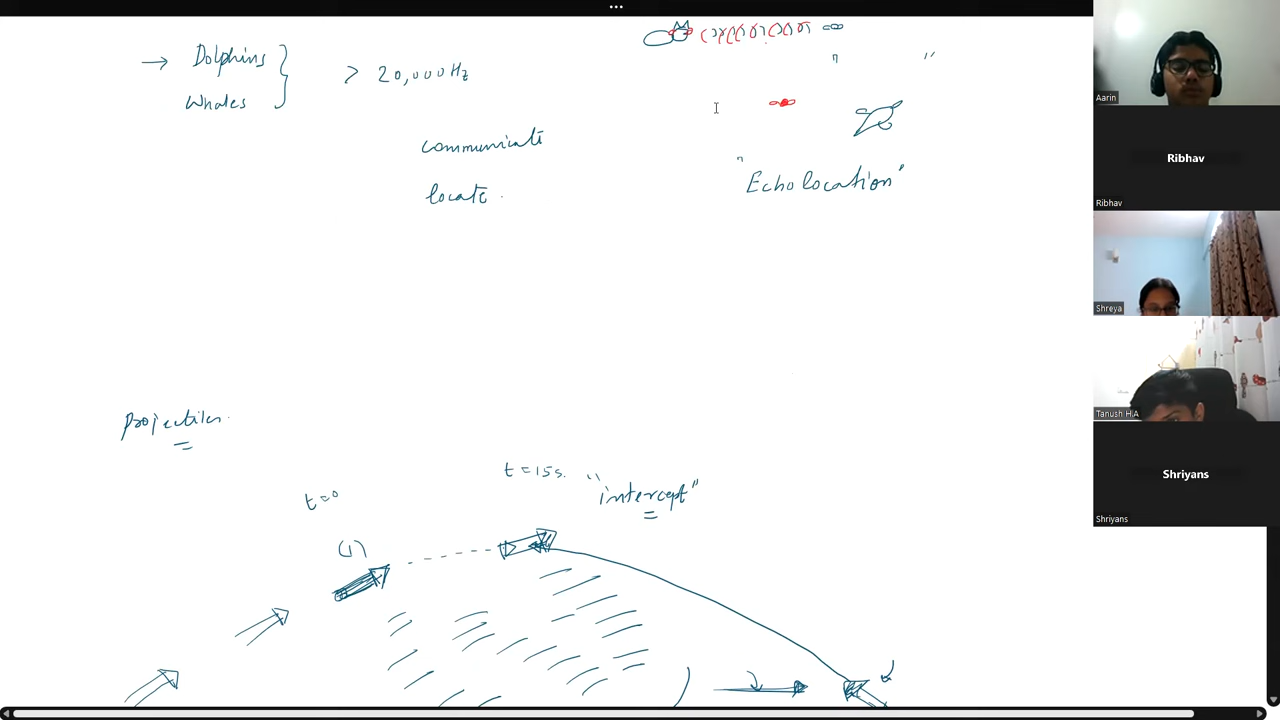 → Dolphins
Whales
> 20,000 Hz
communicate
locate.
" "
"Echolocation"
projectiles.
t=0
t=15s.
"intercept"
(1)
Aarin
Ribhav
Ribhav
Shreya
Tanush H.A
Shriyans
Shriyans